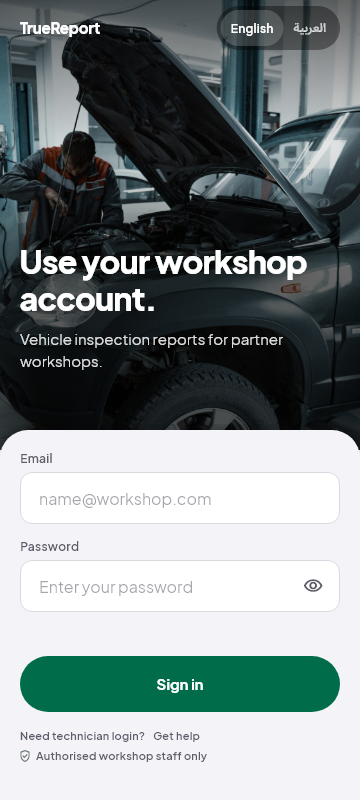 TrueReport
English
العربية
Use your workshop
account.
Vehicle inspection reports for partner
workshops.
Email
name@workshop.com
Password
Enter your password
Sign in
Need technician login? Get help
Authorised workshop staff only